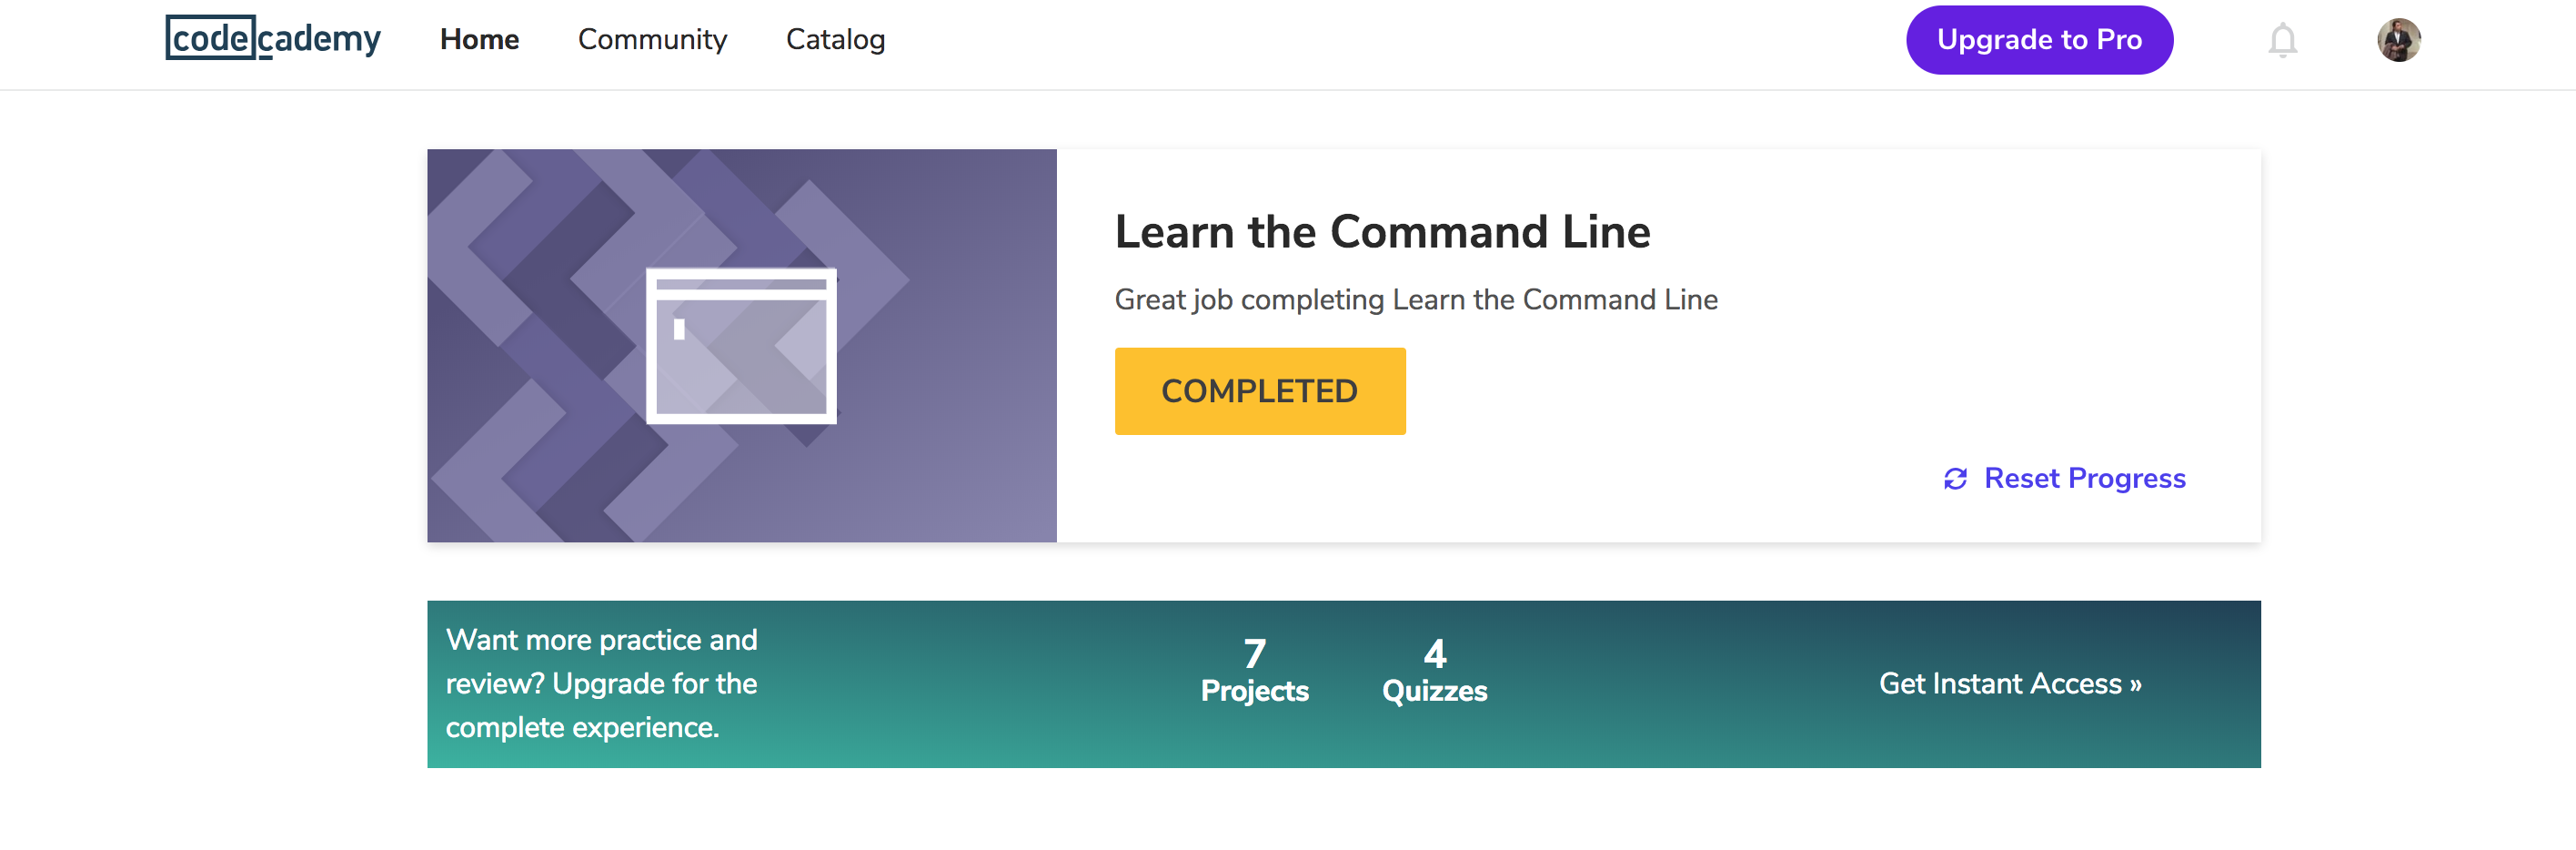 codecademy
Home
Community
Catalog
Upgrade to Pro
Learn the Command Line
Great job completing Learn the Command Line
COMPLETED
Reset Progress
Want more practice and
review? Upgrade for the
complete experience.
7
Projects
4
Quizzes
Get Instant Access »